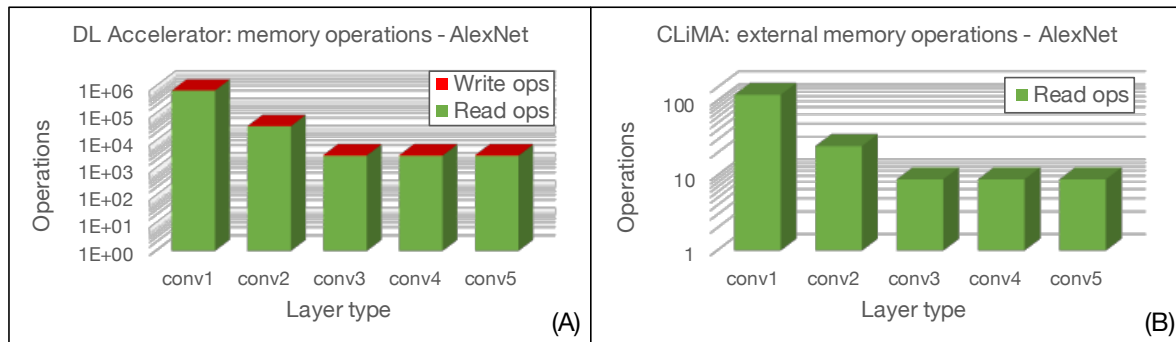 DL Accelerator: memory operations - AlexNet
Write ops
Read ops
1E+06
1E+05
1E+04
1E+03
1E+02
1E+01
1E+00
Operations
conv1 conv2 conv3 conv4 conv5
Layer type
(A)
CLiMA: external memory operations - AlexNet
Read ops
100
10
1
Operations
conv1 conv2 conv3 conv4 conv5
Layer type
(B)